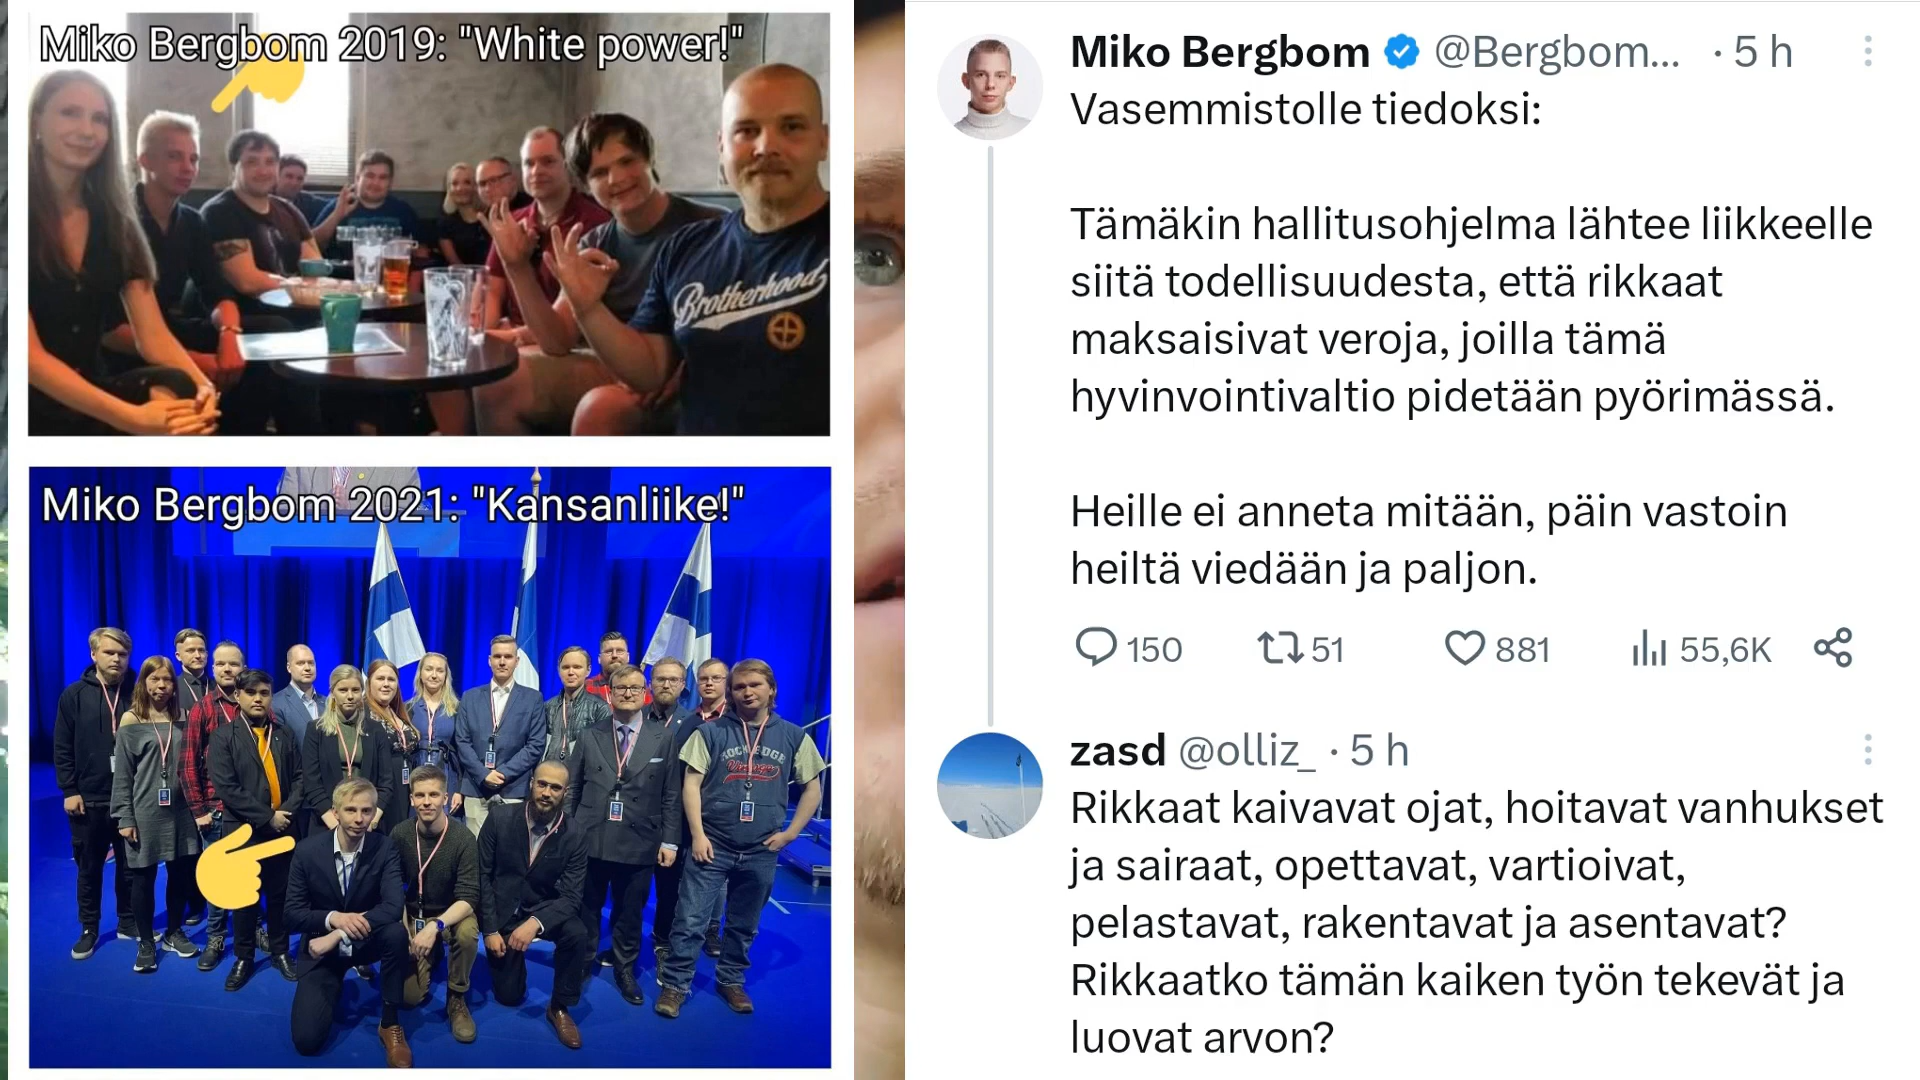 Miko Bergbom 2019: "White power!"
Brotherhood
Miko Bergbom 2021: "Kansanliike!"
Miko Bergbom @Bergbom... · 5 h
Vasemmistolle tiedoksi:
Tämäkin hallitusohjelma lähtee liikkeelle
siitä todellisuudesta, että rikkaat
maksaisivat veroja, joilla tämä
hyvinvointivaltio pidetään pyörimässä.
Heille ei anneta mitään, päin vastoin
heiltä viedään ja paljon.
150 51 881 55,6K
zasd @olliz_ · 5 h
Rikkaat kaivavat ojat, hoitavat vanhukset
ja sairaat, opettavat, vartioivat,
pelastavat, rakentavat ja asentavat?
Rikkaatko tämän kaiken työn tekevät ja
luovat arvon?